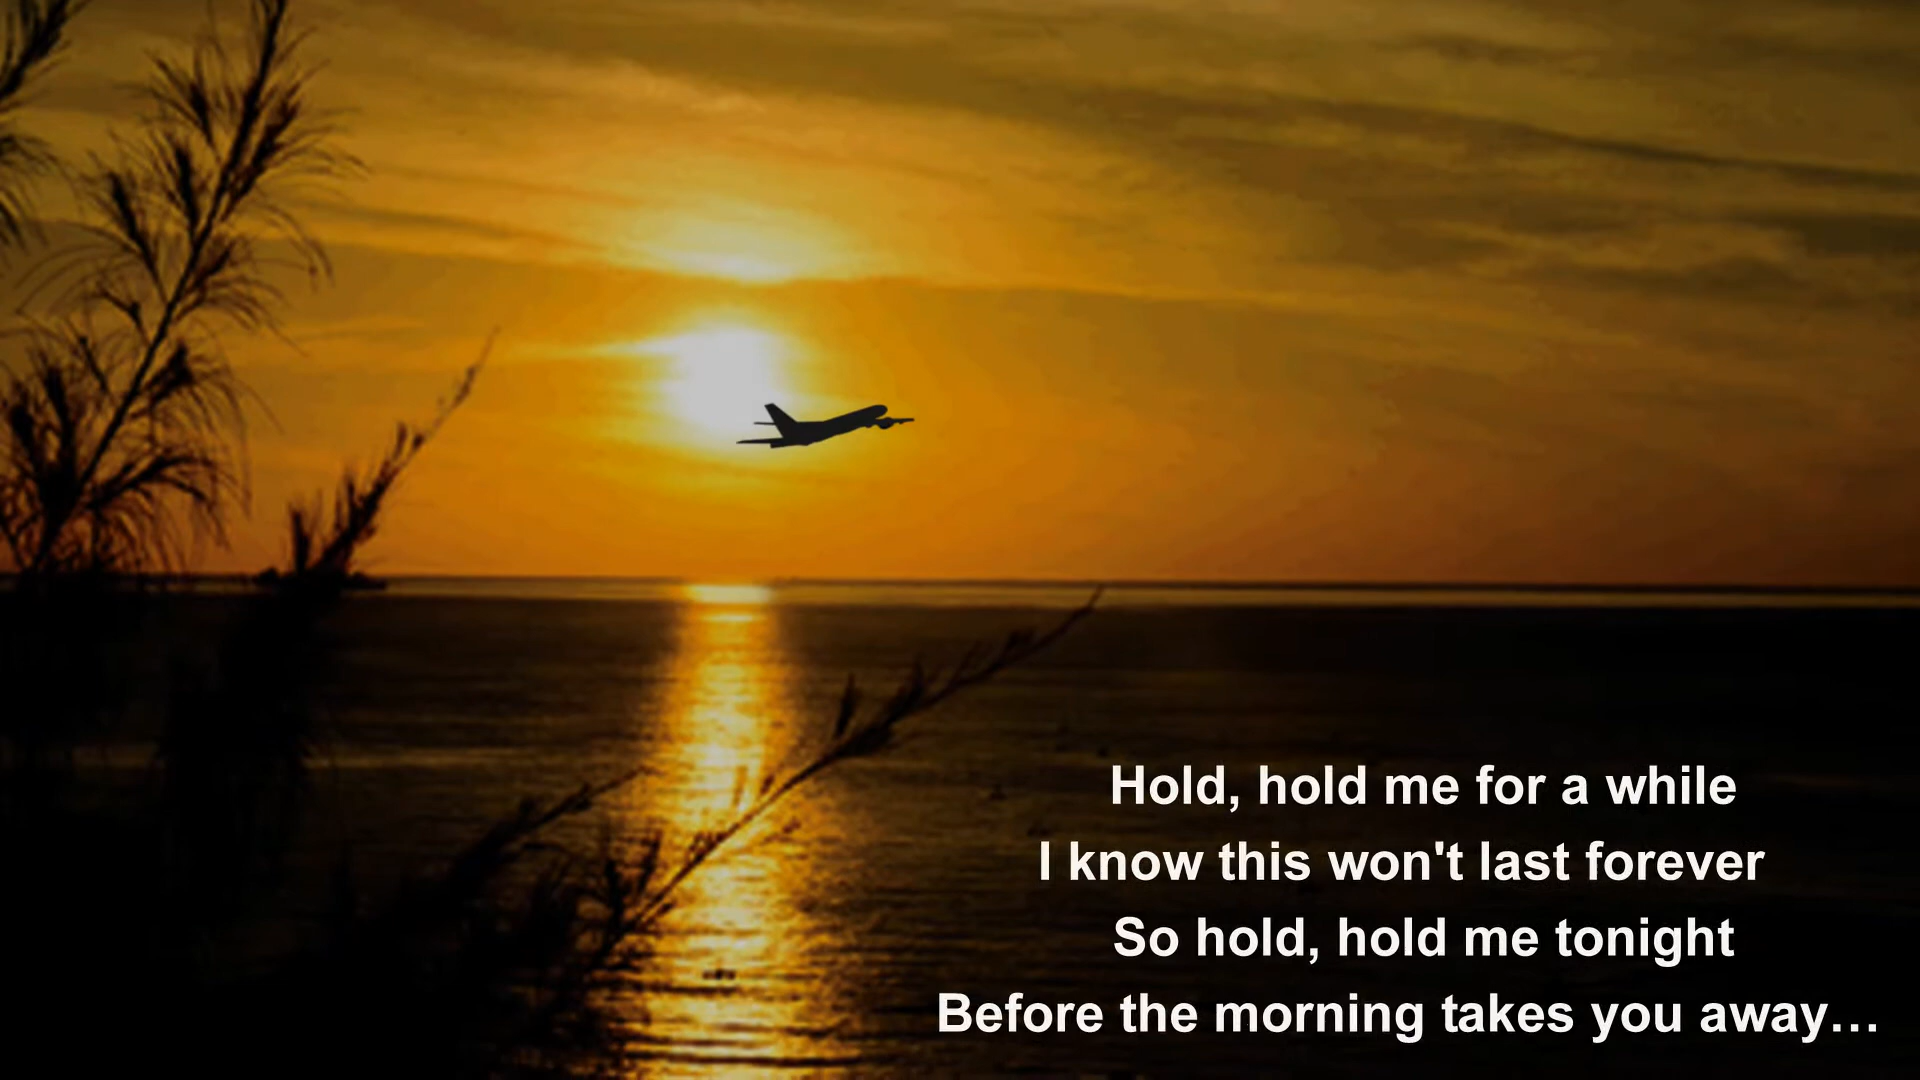 Hold, hold me for a while
I know this won't last forever
So hold, hold me tonight
Before the morning takes you away…